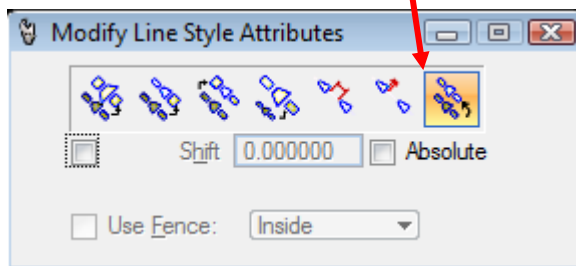 Modify Line Style Attributes
Shift 0.000000 Absolute
Use Fence: Inside